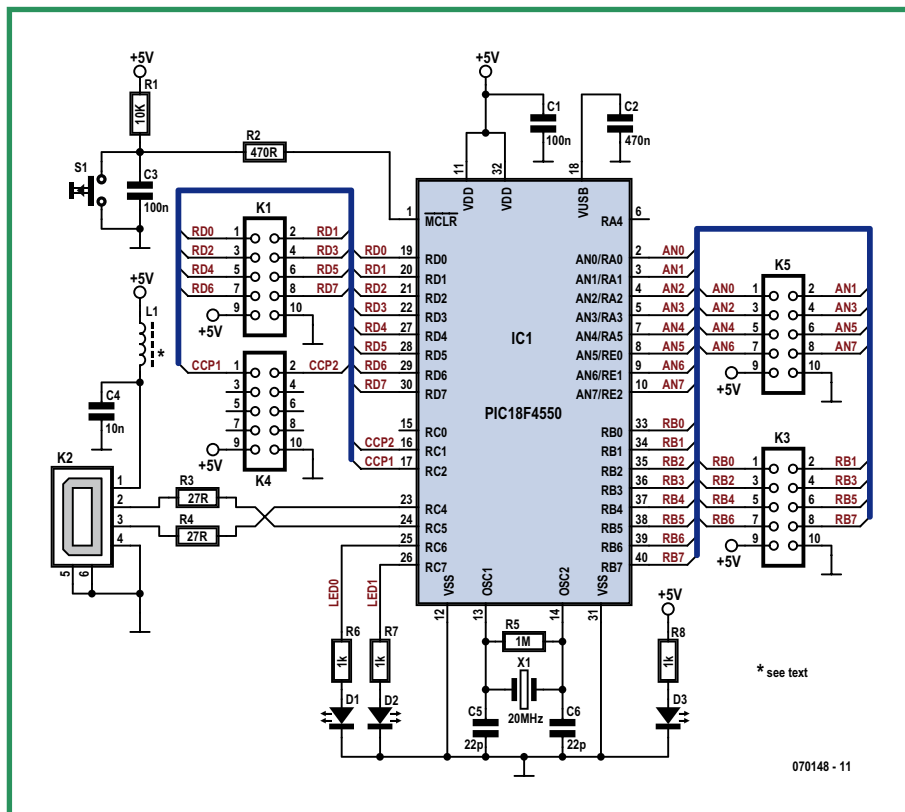 +5V
R1
10K
R2
470R
S1
C3
100n
+5V
C1
100n
C2
470n
11
32
18
VDD
VDD
VUSB
1
MCLR
RA4
6
K1
RD0 1 2 RD1
RD2 3 4 RD3
RD4 5 6 RD5
RD6 7 8 RD7
9 10
+5V
CCP1 1 2 CCP2
3 4
5 6
7 8
9 10
+5V
K4
RD0 19 RD0
RD1 20 RD1
RD2 21 RD2
RD3 22 RD3
RD4 27 RD4
RD5 28 RD5
RD6 29 RD6
RD7 30 RD7
15 RC0
CCP2 16 RC1
CCP1 17 RC2
23 RC4
24 RC5
25 RC6
26 RC7
IC1
PIC18F4550
AN0/RA0 2 AN0
AN1/RA1 3 AN1
AN2/RA2 4 AN2
AN3/RA3 5 AN3
AN4/RA5 7 AN4
AN5/RE0 8 AN5
AN6/RE1 9 AN6
AN7/RE2 10 AN7
RB0 33 RB0
RB1 34 RB1
RB2 35 RB2
RB3 36 RB3
RB4 37 RB4
RB5 38 RB5
RB6 39 RB6
RB7 40 RB7
K5
AN0 1 2 AN1
AN2 3 4 AN3
AN4 5 6 AN5
AN6 7 8 AN7
9 10
+5V
K3
RB0 1 2 RB1
RB2 3 4 RB3
RB4 5 6 RB5
RB6 7 8 RB7
9 10
+5V
+5V
L1
*
C4
10n
K2
1
2
3
4
5 6
R3
27R
R4
27R
LED0
LED1
R6
1k
R7
1k
D1
D2
VSS
OSC1
OSC2
VSS
12
13
14
31
R5
1M
X1
20MHz
C5
22p
C6
22p
+5V
R8
1k
D3
* see text
070148 - 11